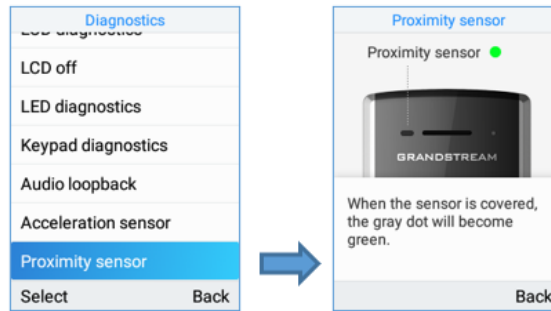 Diagnostics
LCD off
LED diagnostics
Keypad diagnostics
Audio loopback
Acceleration sensor
Proximity sensor
Select Back
Proximity sensor
Proximity sensor
GRANDSTREAM
When the sensor is covered,
the gray dot will become
green.
Back